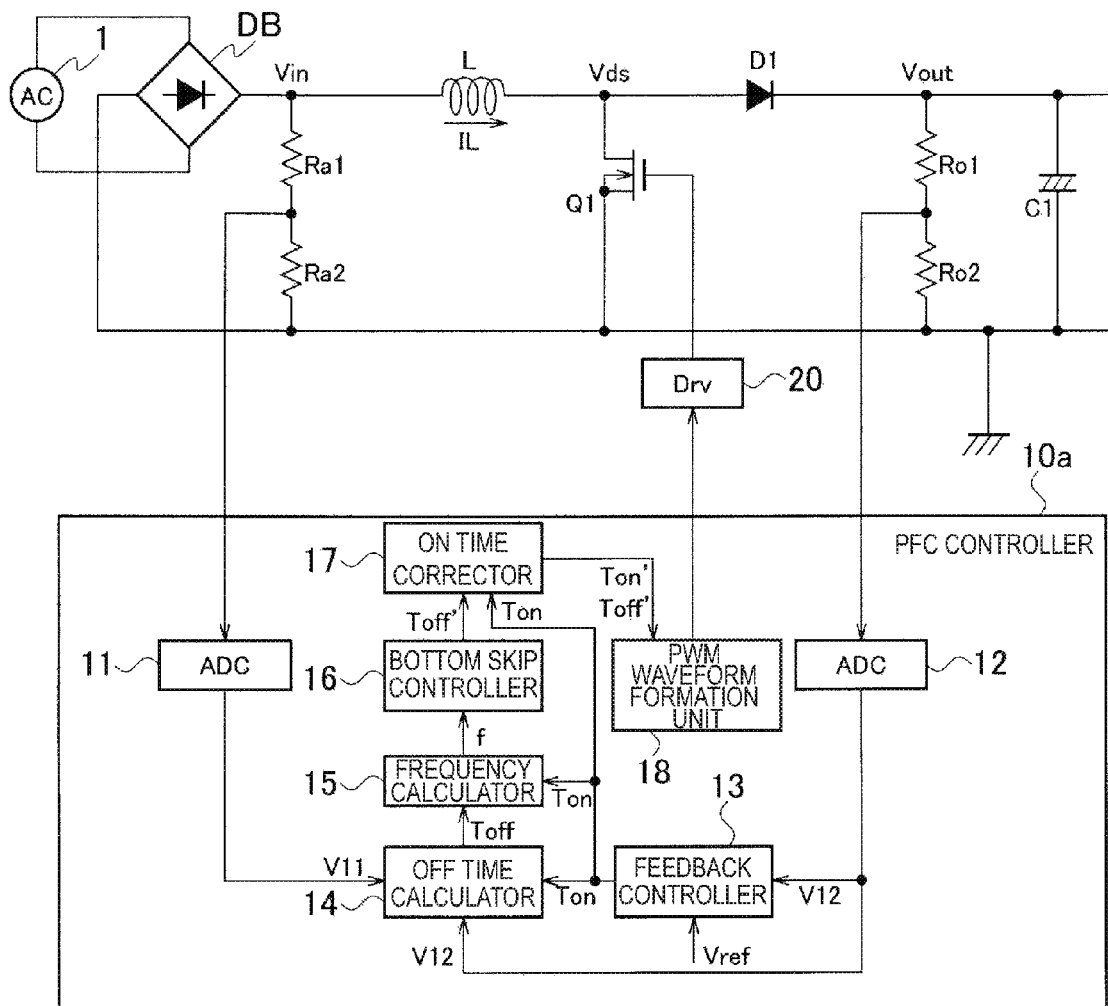 1
DB
AC
Vin
L
IL
Vds
D1
Vout
Ra1
Ra2
Q1
Ro1
Ro2
C1
Drv
20
10a
PFC CONTROLLER
17
ON TIME
CORRECTOR
Ton'
Toff'
Toff'
Ton
11
ADC
16
BOTTOM SKIP
CONTROLLER
PWM
WAVEFORM
FORMATION
UNIT
18
ADC
12
f
15
FREQUENCY
CALCULATOR
Ton
13
Toff
V11
OFF TIME
CALCULATOR
14
Ton
FEEDBACK
CONTROLLER
V12
V12
Vref